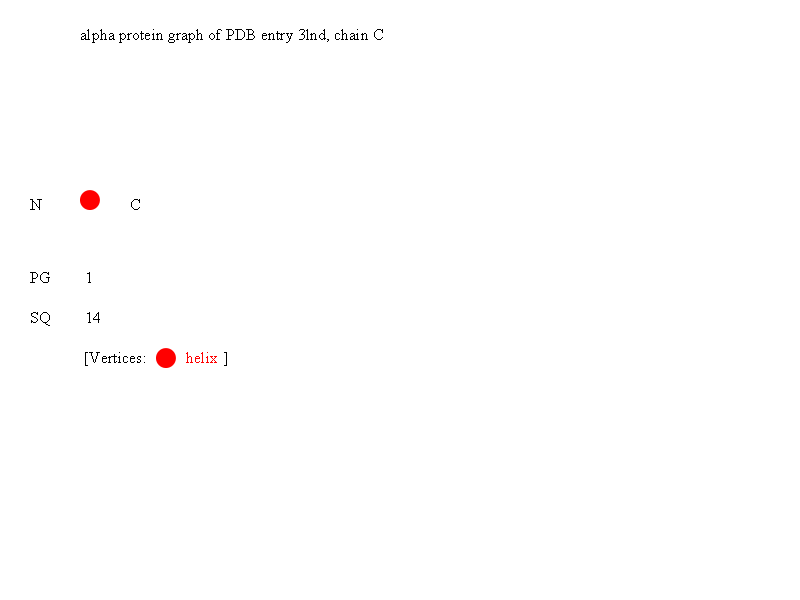 alpha protein graph of PDB entry 3lnd, chain C
N C
PG 1
SQ 14
[Vertices: helix ]